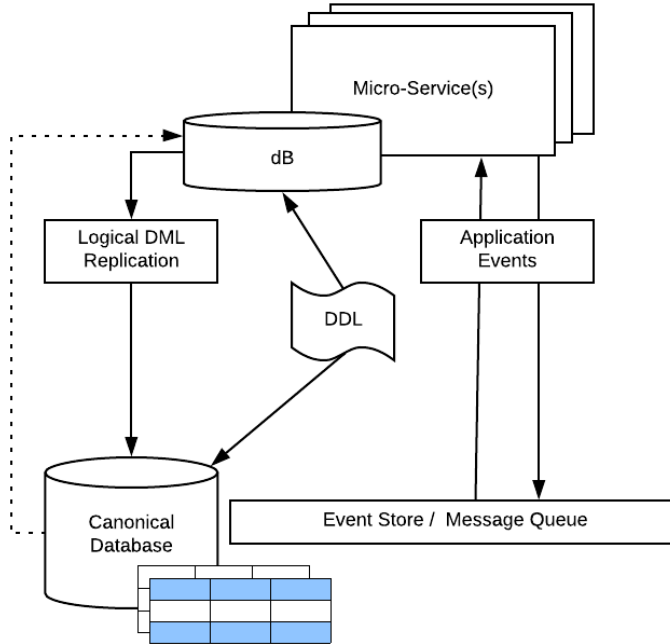 Micro-Service(s)
dB
Logical DML
Replication
Application
Events
DDL
Canonical
Database
Event Store /  Message Queue